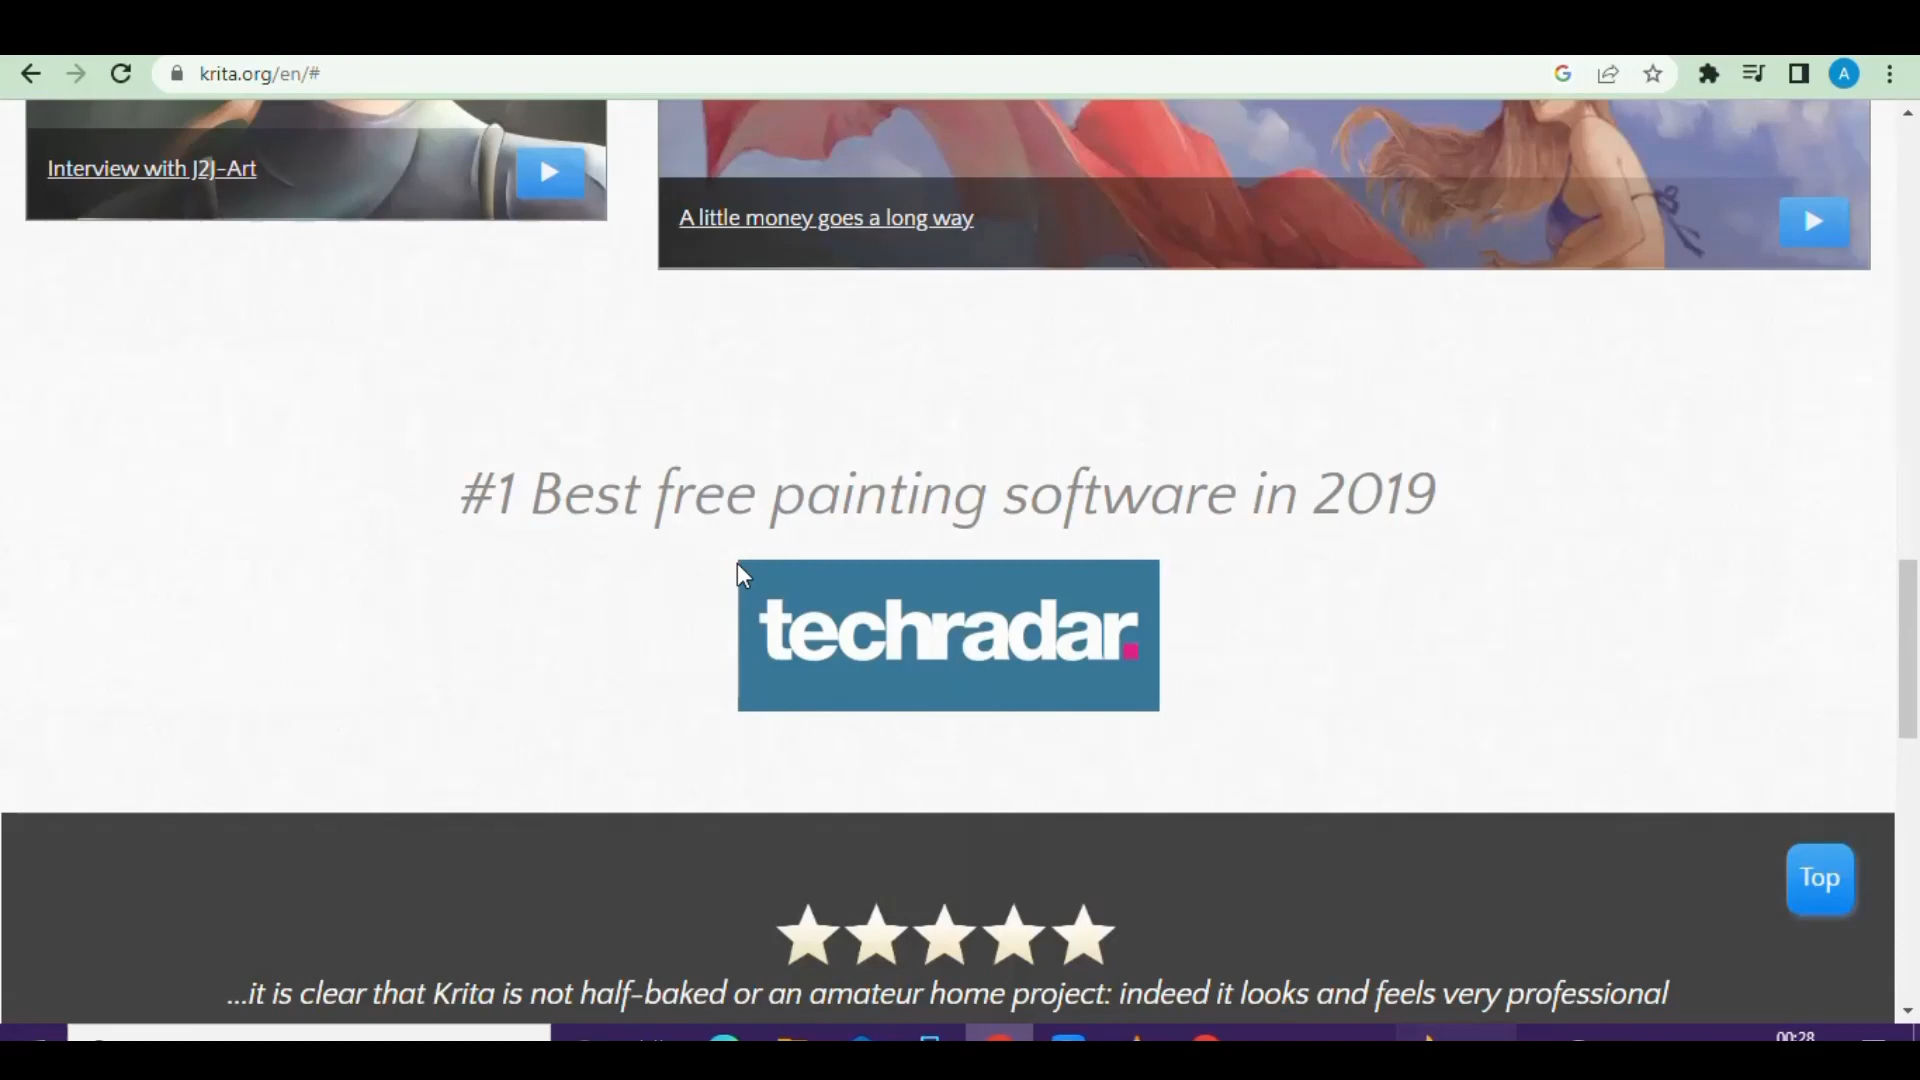 krita.org/en/#
A
Interview with J2J-Art
A little money goes a long way
#1 Best free painting software in 2019
techradar.
Top
...it is clear that Krita is not half-baked or an amateur home project: indeed it looks and feels very professional
00:28